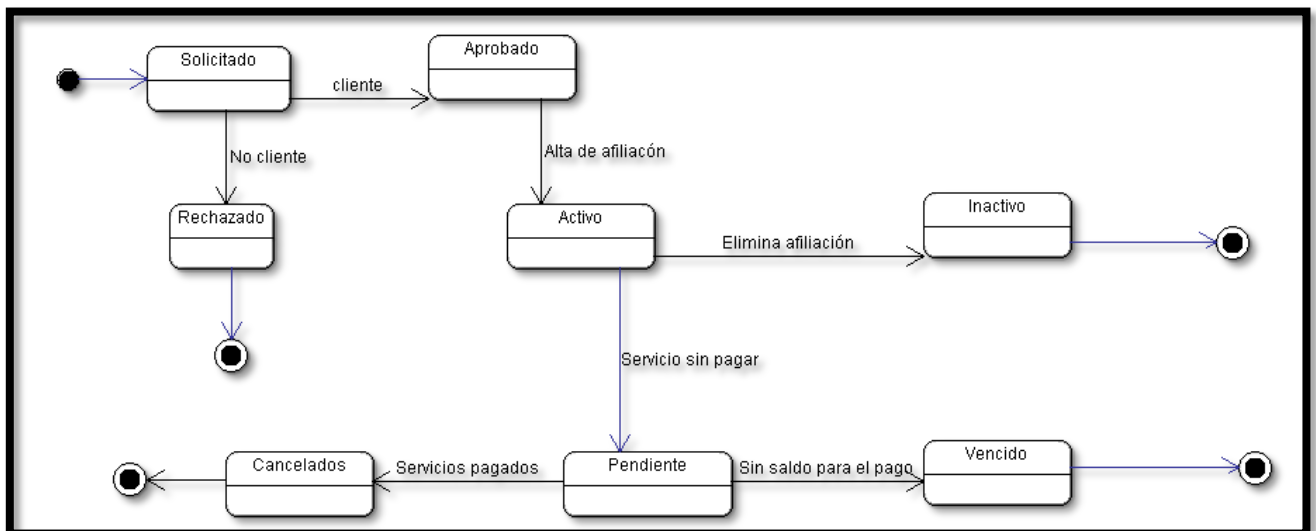 Aprobado
Solicitado
cliente
No cliente
Alta de afiliacón
Rechazado
Activo
Inactivo
Elimina afiliación
Servicio sin pagar
Cancelados
Servicios pagados
Pendiente
Sin saldo para el pago
Vencido